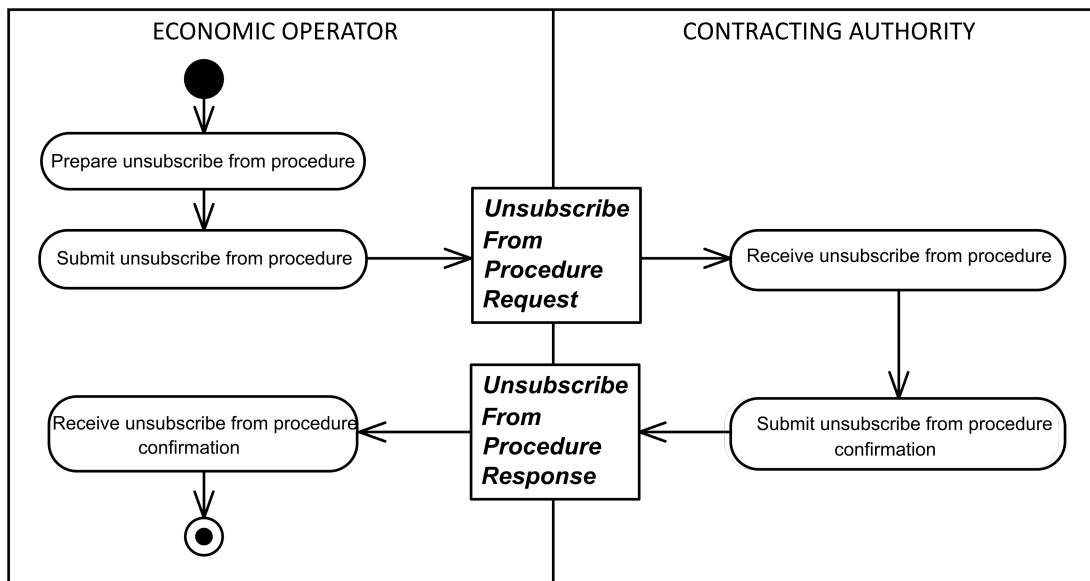 ECONOMIC OPERATOR
CONTRACTING AUTHORITY
Prepare unsubscribe from procedure
Submit unsubscribe from procedure
Unsubscribe
From
Procedure
Request
Receive unsubscribe from procedure
Receive unsubscribe from procedure
confirmation
Unsubscribe
From
Procedure
Response
Submit unsubscribe from procedure
confirmation